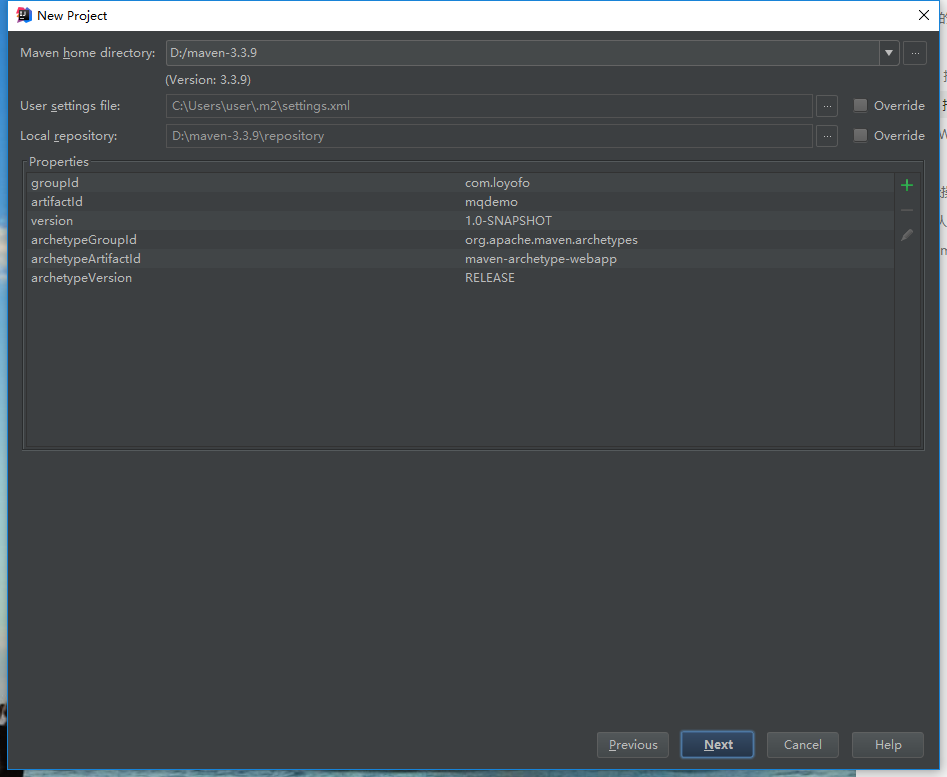 New Project
Maven home directory: D:/maven-3.3.9 ...
(Version: 3.3.9)
User settings file: C:\Users\user\.m2\settings.xml ... Override
Local repository: D:\maven-3.3.9\repository ... Override
Properties
groupId com.loyofo
artifactId mqdemo
version 1.0-SNAPSHOT
archetypeGroupId org.apache.maven.archetypes
archetypeArtifactId maven-archetype-webapp
archetypeVersion RELEASE
Previous Next Cancel Help